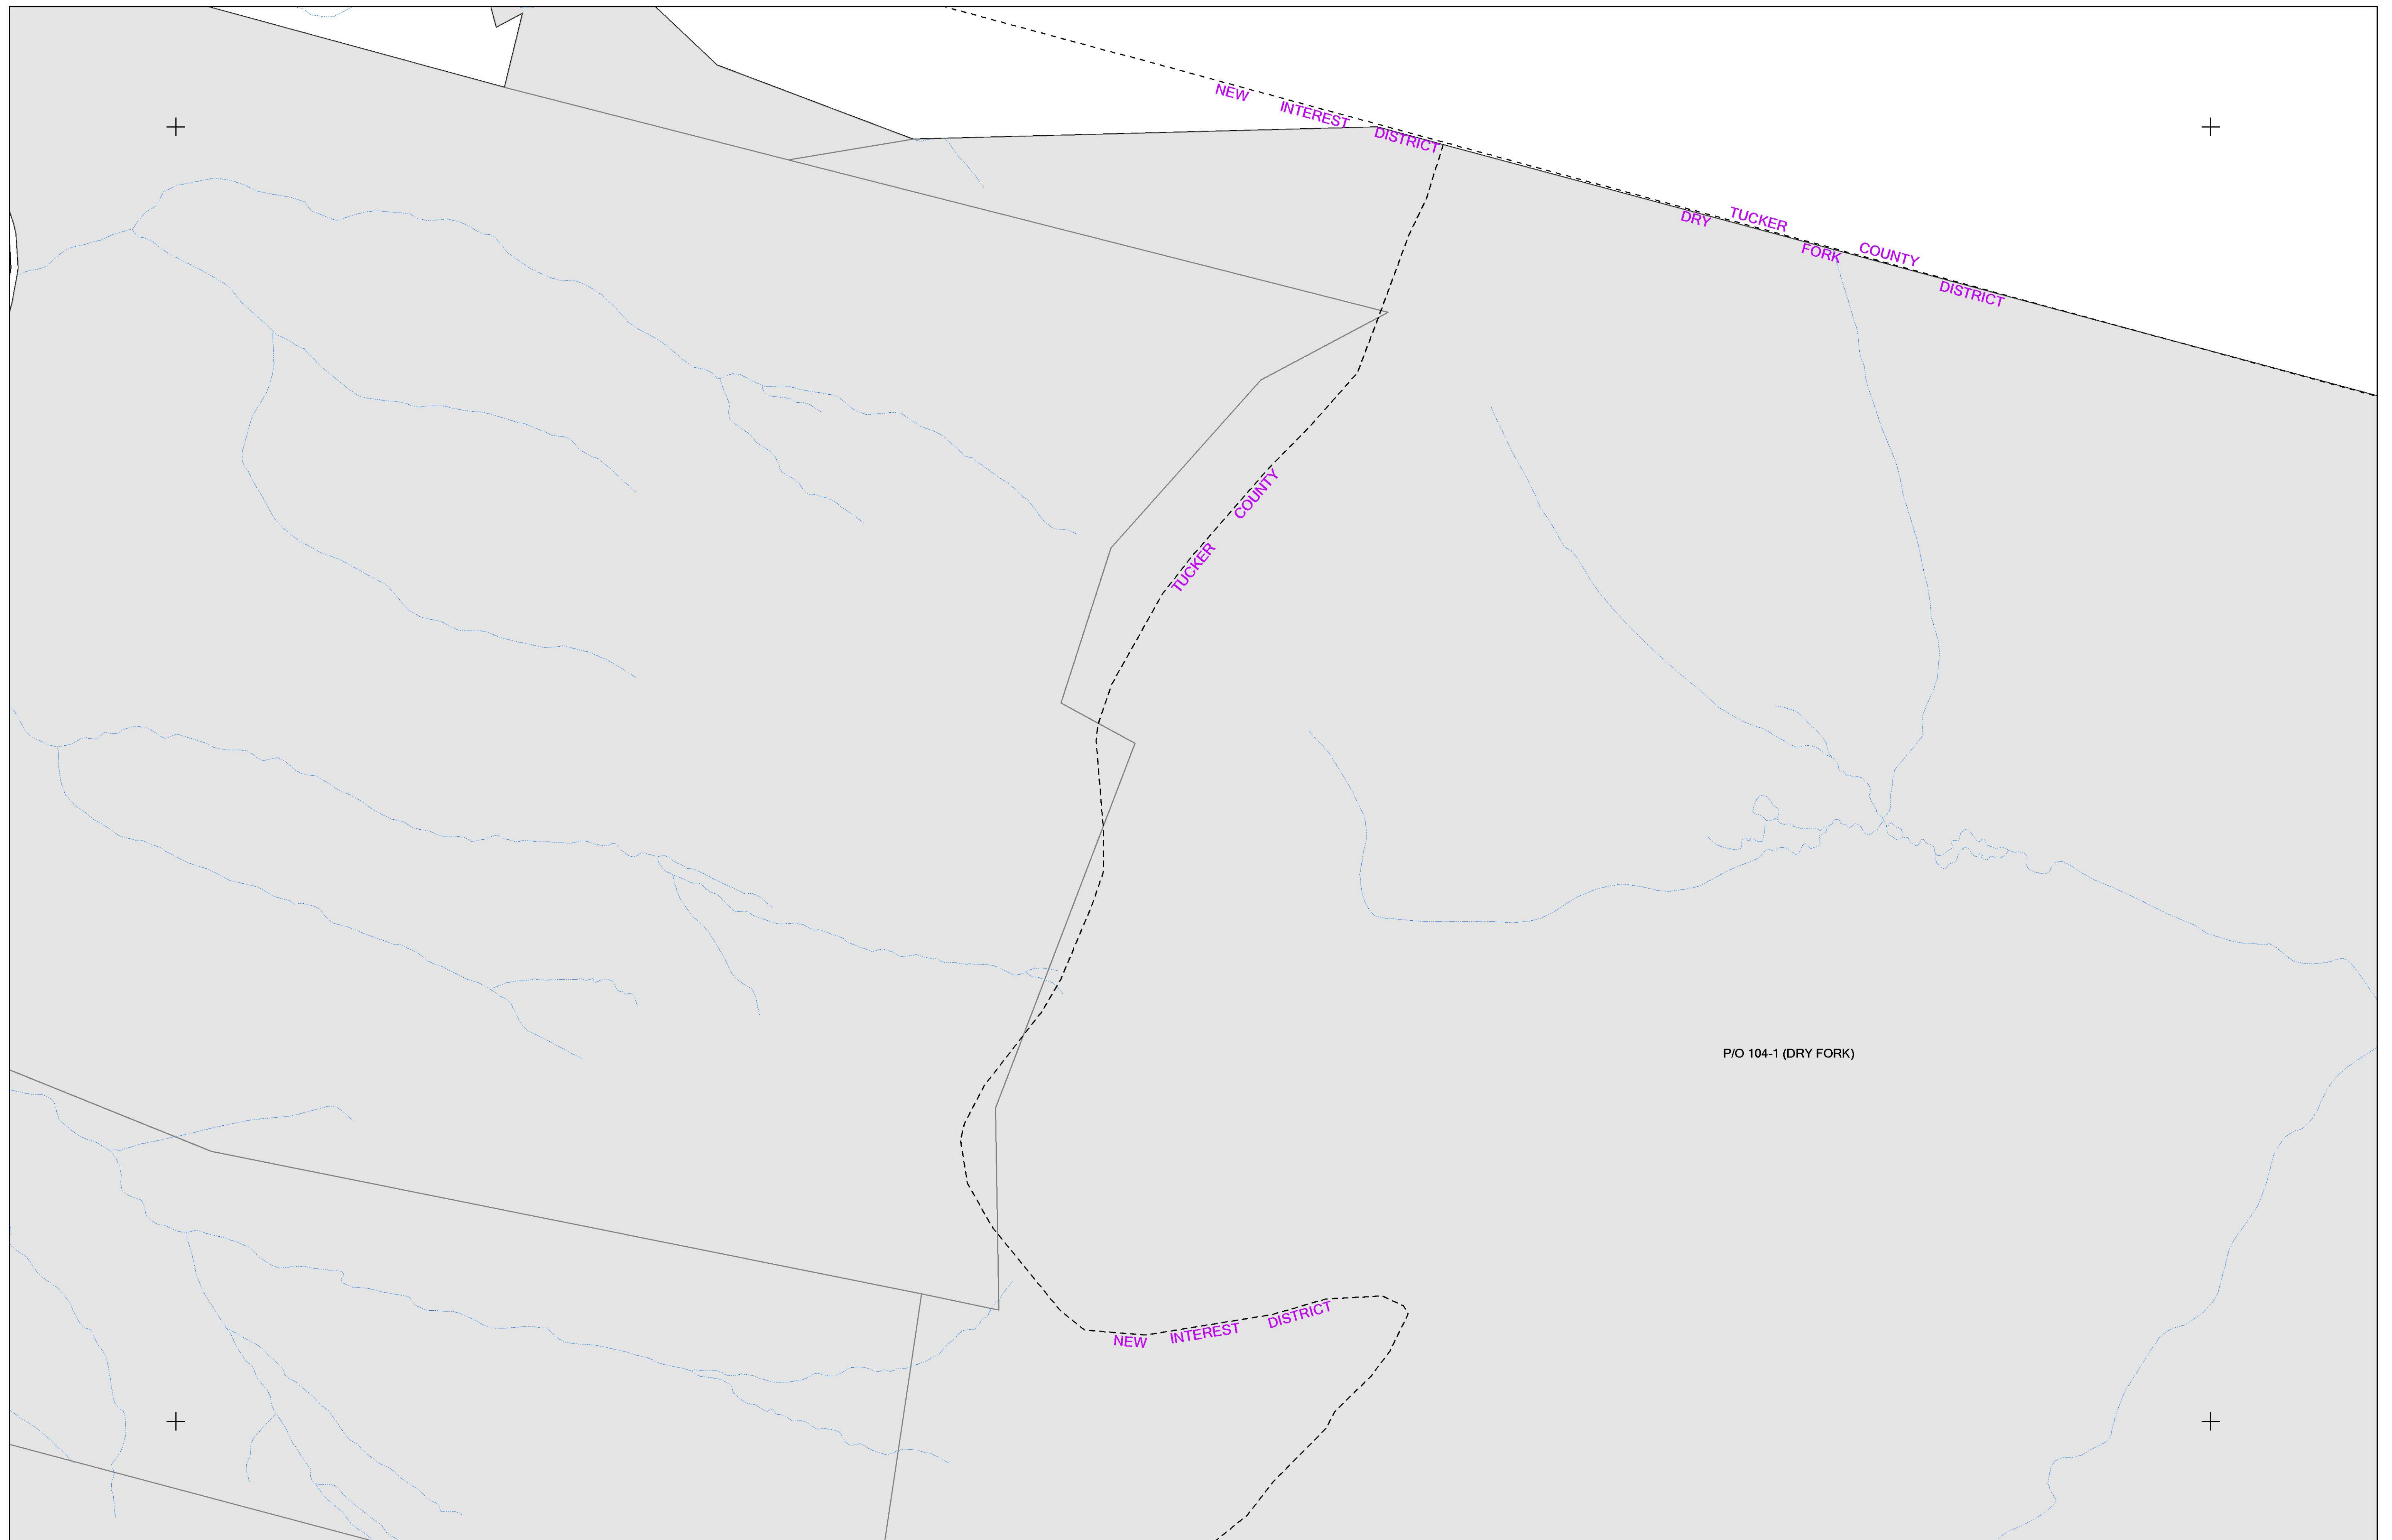 NEW INTEREST DISTRICT
TUCKER COUNTY
DRY FORK DISTRICT
TUCKER COUNTY
P/O 104-1 (DRY FORK)
NEW INTEREST DISTRICT